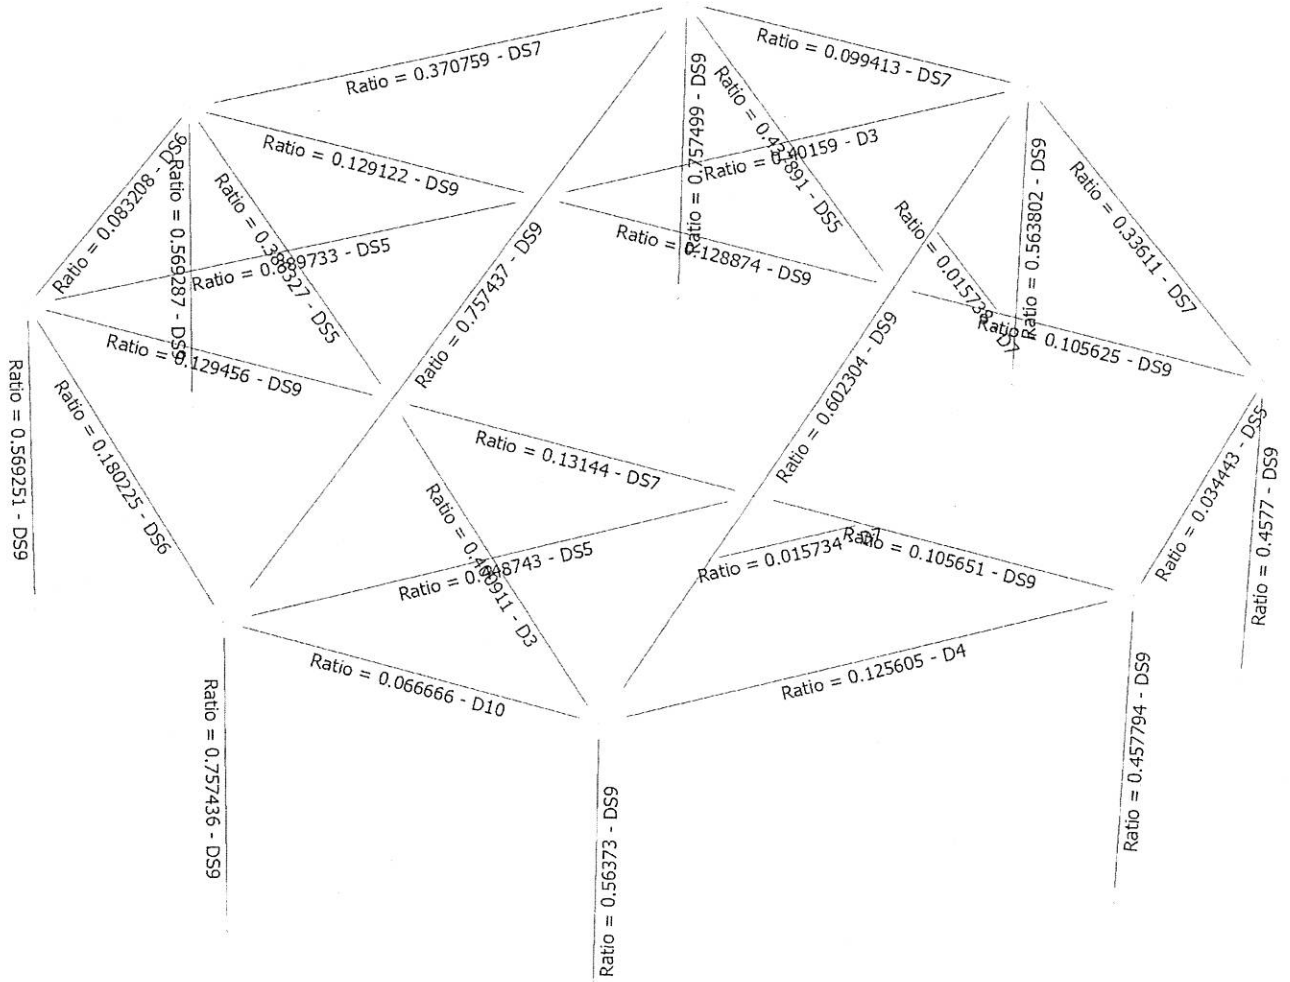 Ratio = 0.370759 - DS7
Ratio = 0.099413 - DS7
Ratio = 0.757499 - DS9
Ratio = 0.40159 - D3
Ratio = 0.083208 - DS6
Ratio = 0.129122 - DS9
Ratio = 0.569287 - DS9
Ratio = 0.386327 - DS5
Ratio = 0.563802 - DS9
Ratio = 0.33611 - DS7
Ratio = 0.015738 - D7
Ratio = 0.128874 - DS9
Ratio = 0.757437 - DS9
Ratio = 0.105625 - DS9
Ratio = 0.129456 - DS9
Ratio = 0.602304 - DS9
Ratio = 0.569251 - DS9
Ratio = 0.180225 - DS6
Ratio = 0.13144 - DS7
Ratio = 0.034443 - DS5
Ratio = 0.4577 - DS9
Ratio = 0.015734 - D7
Ratio = 0.105651 - DS9
Ratio = 0.066666 - D10
Ratio = 0.125605 - D4
Ratio = 0.757436 - DS9
Ratio = 0.457794 - DS9
Ratio = 0.56373 - DS9